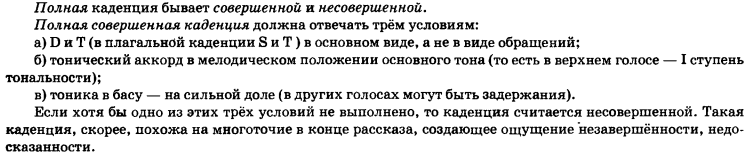 Полная каденция бывает совершенной и несовершенной.
Полная совершенная каденция должна отвечать трём условиям:
а) D и T (в плагальной каденции S и T ) в основном виде, а не в виде обращений;
б) тонический аккорд в мелодическом положении основного тона (то есть в верхнем голосе — I ступень
тональности);
в) тоника в басу — на сильной доле (в других голосах могут быть задержания).
Если хотя бы одно из этих трёх условий не выполнено, то каденция считается несовершенной. Такая
каденция, скорее, похожа на многоточие в конце рассказа, создающее ощущение незавершённости, недо-
сказанности.